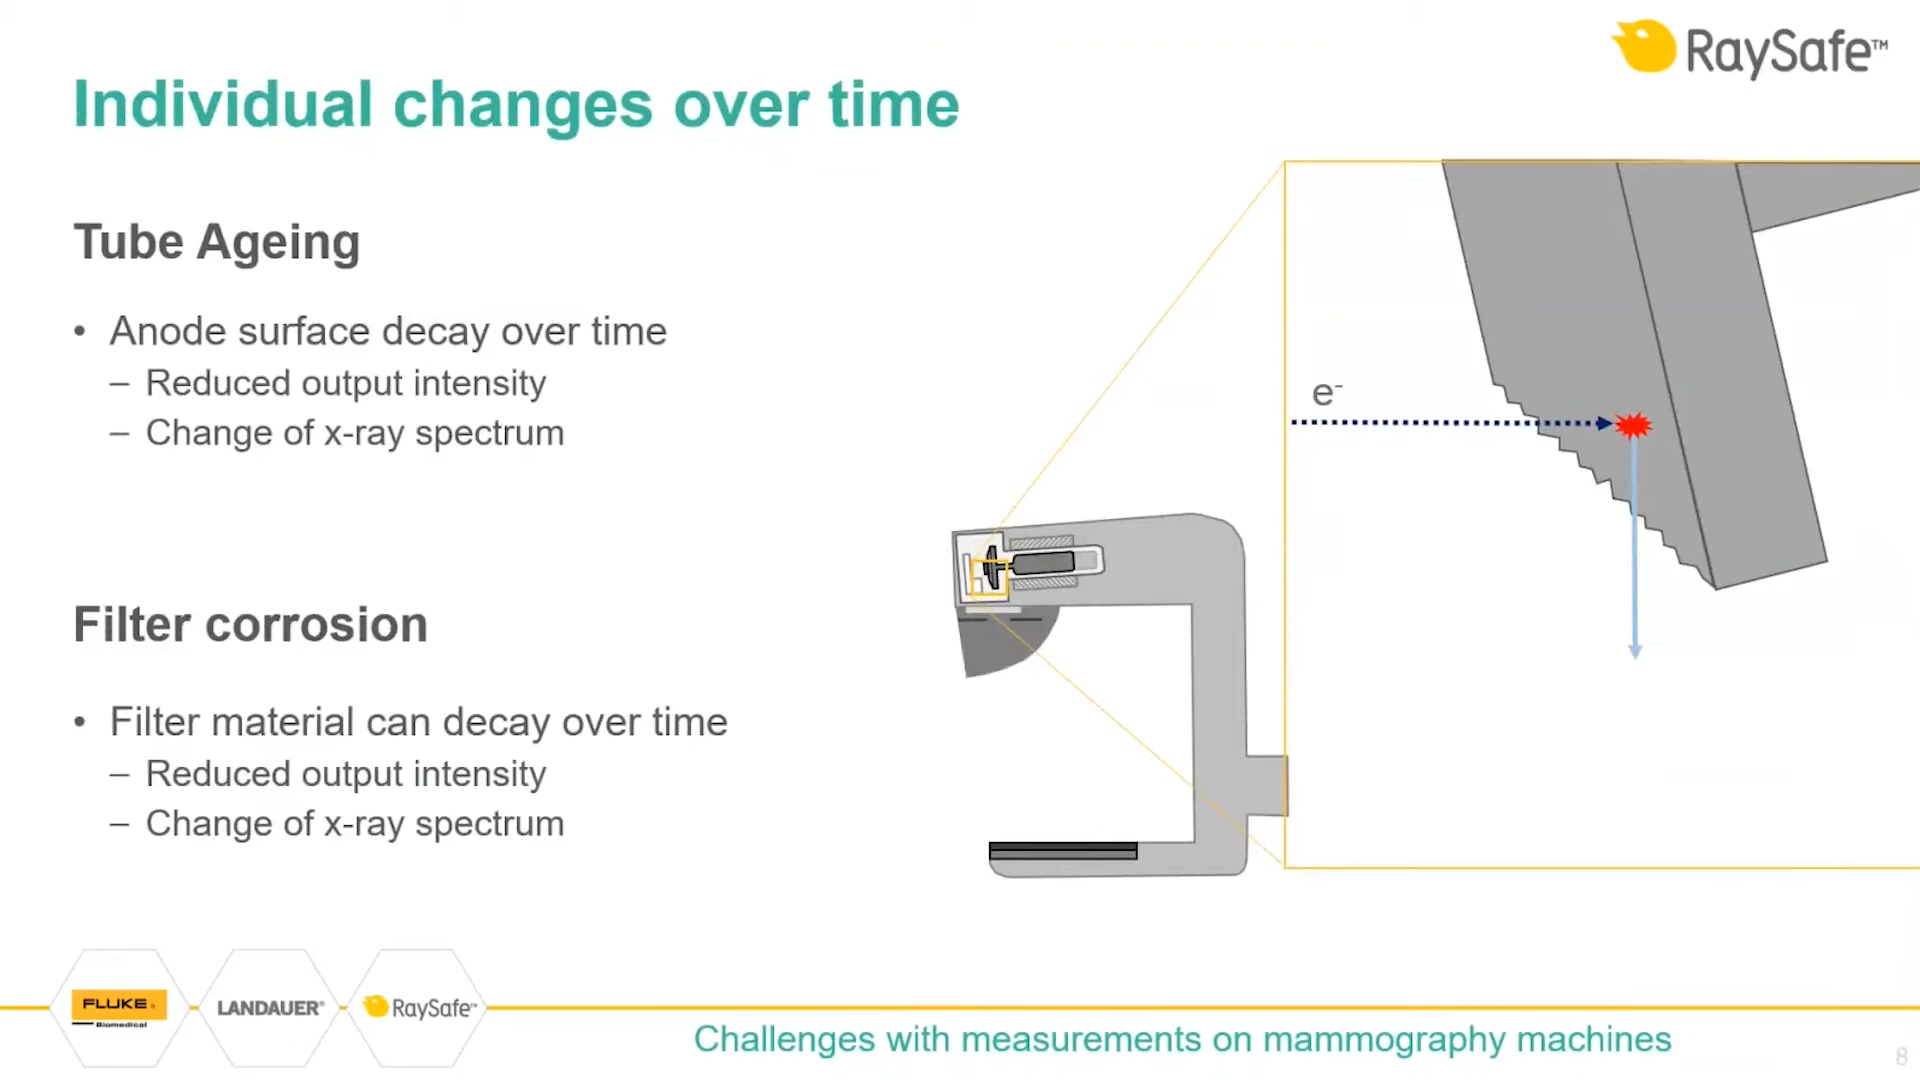 RaySafe™
Individual changes over time
Tube Ageing
• Anode surface decay over time
– Reduced output intensity
– Change of x-ray spectrum
e-
Filter corrosion
• Filter material can decay over time
– Reduced output intensity
– Change of x-ray spectrum
FLUKE®
Biomedical
LANDAUER®
RaySafe™
Challenges with measurements on mammography machines
8